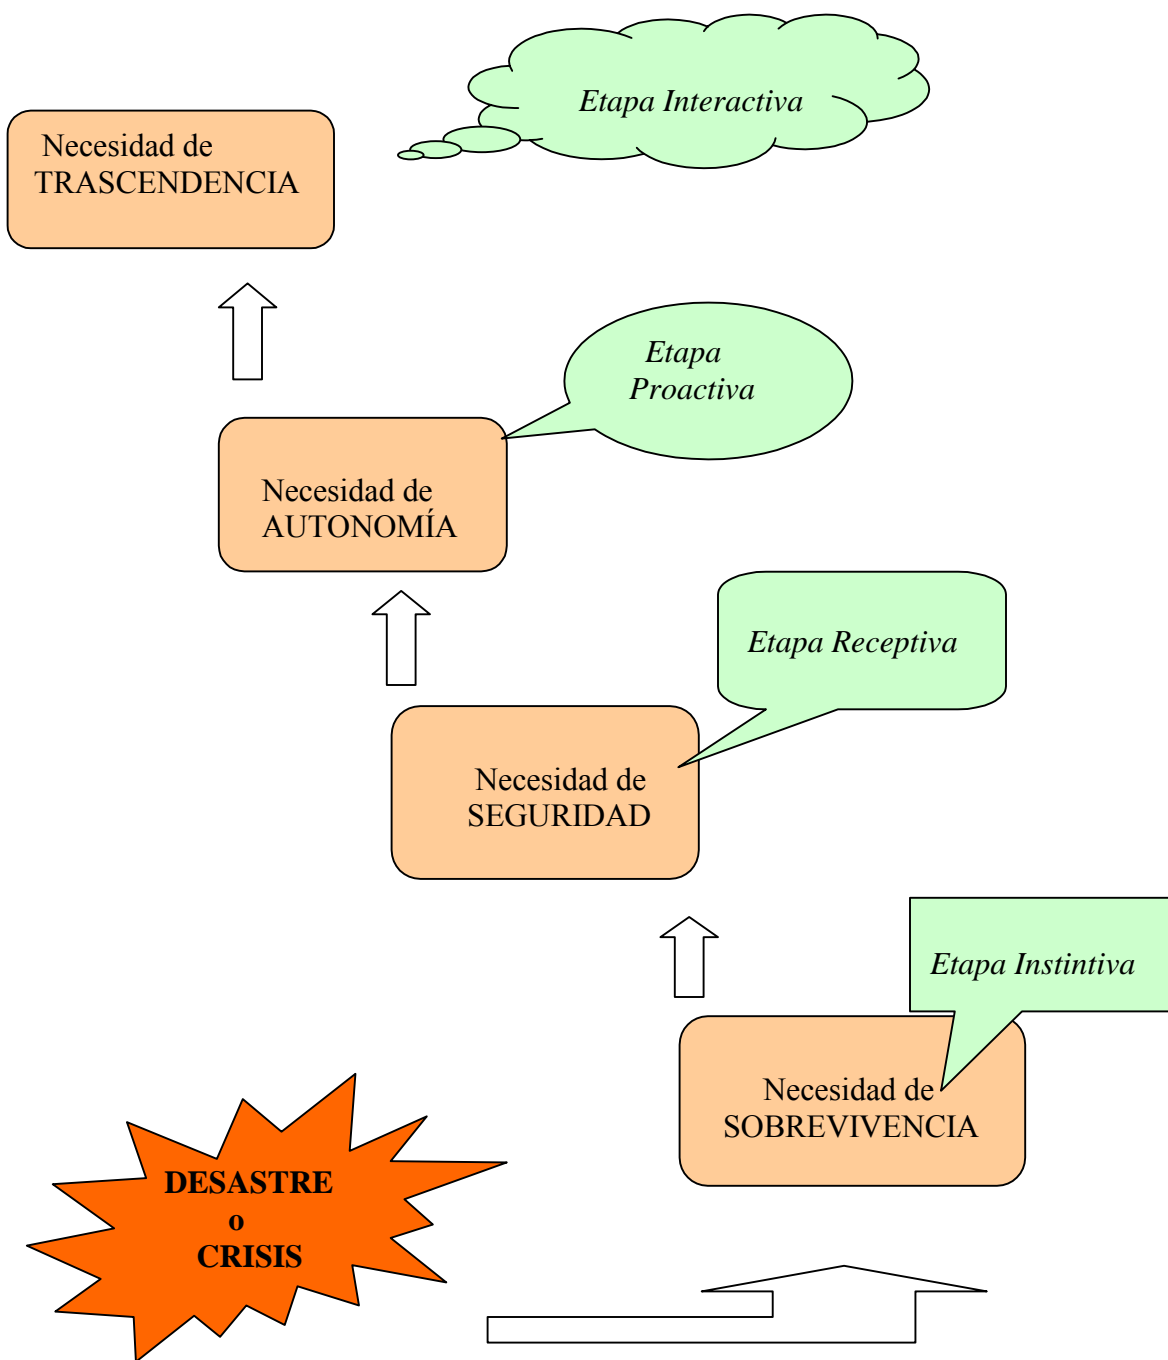 Etapa Interactiva
Necesidad de
TRASCENDENCIA
Etapa
Proactiva
Necesidad de
AUTONOMÍA
Etapa Receptiva
Necesidad de
SEGURIDAD
Etapa Instintiva
Necesidad de
SOBREVIVENCIA
DESASTRE
o
CRISIS